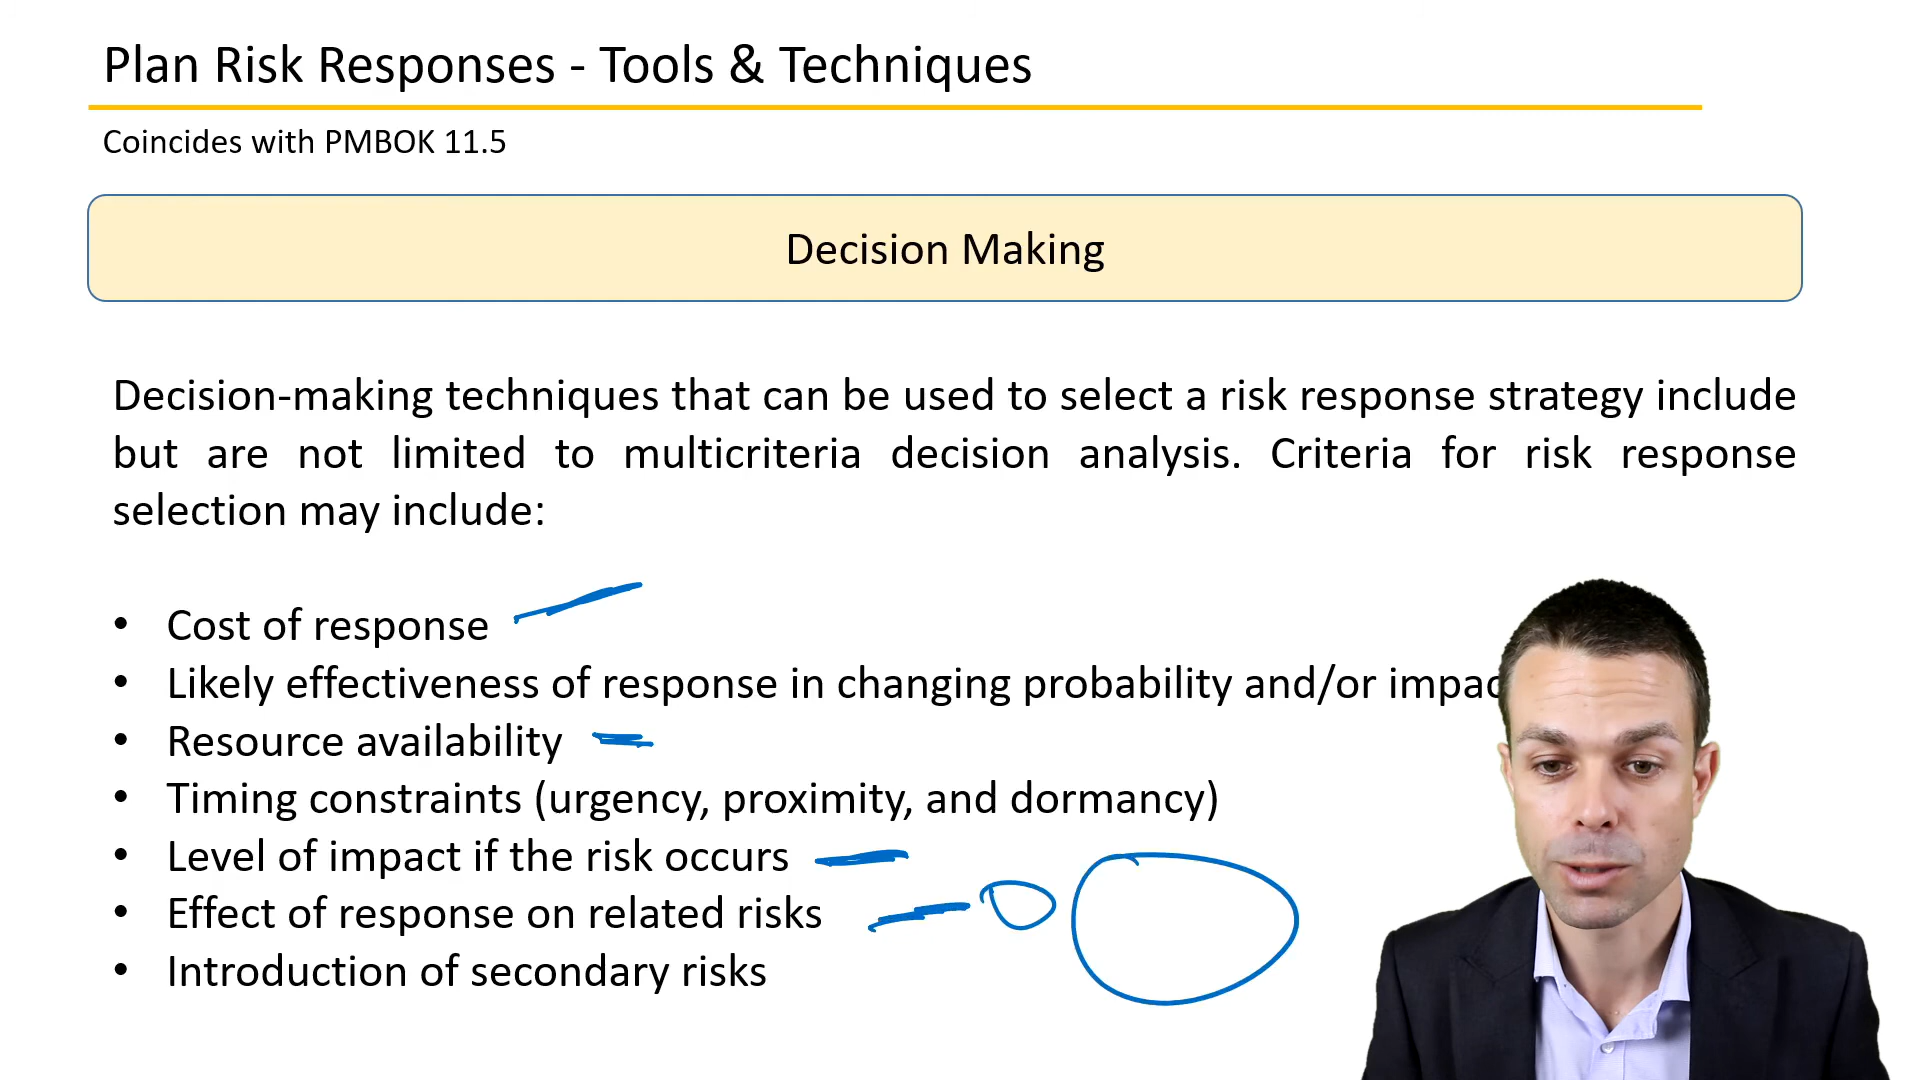 Plan Risk Responses - Tools & Techniques
Coincides with PMBOK 11.5
Decision Making
Decision-making techniques that can be used to select a risk response strategy include
but are not limited to multicriteria decision analysis. Criteria for risk response
selection may include:
• Cost of response
• Likely effectiveness of response in changing probability and/or impac
• Resource availability
• Timing constraints (urgency, proximity, and dormancy)
• Level of impact if the risk occurs
• Effect of response on related risks
• Introduction of secondary risks